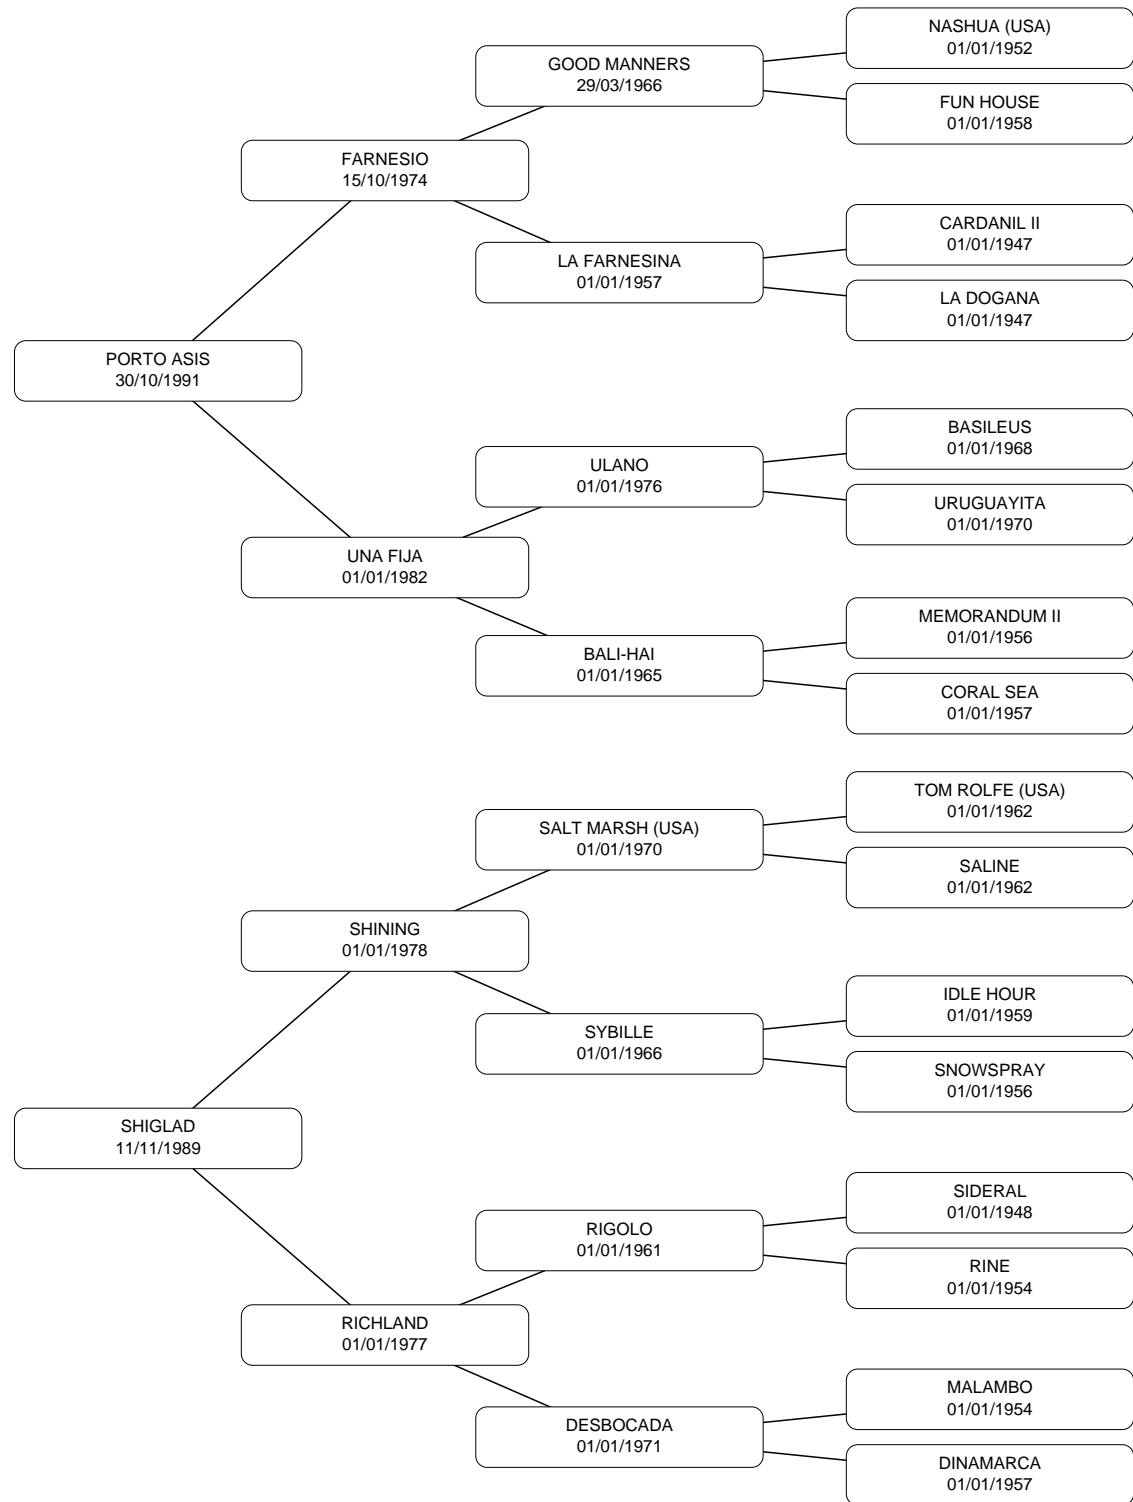 NASHUA (USA)
01/01/1952
GOOD MANNERS
29/03/1966
FUN HOUSE
01/01/1958
FARNESIO
15/10/1974
CARDANIL II
01/01/1947
LA FARNESINA
01/01/1957
LA DOGANA
01/01/1947
PORTO ASIS
30/10/1991
BASILEUS
01/01/1968
ULANO
01/01/1976
URUGUAYITA
01/01/1970
UNA FIJA
01/01/1982
MEMORANDUM II
01/01/1956
BALI-HAI
01/01/1965
CORAL SEA
01/01/1957
TOM ROLFE (USA)
01/01/1962
SALT MARSH (USA)
01/01/1970
SALINE
01/01/1962
SHINING
01/01/1978
IDLE HOUR
01/01/1959
SYBILLE
01/01/1966
SNOWSPRAY
01/01/1956
SHIGLAD
11/11/1989
SIDERAL
01/01/1948
RIGOLO
01/01/1961
RINE
01/01/1954
RICHLAND
01/01/1977
MALAMBO
01/01/1954
DESBOCADA
01/01/1971
DINAMARCA
01/01/1957